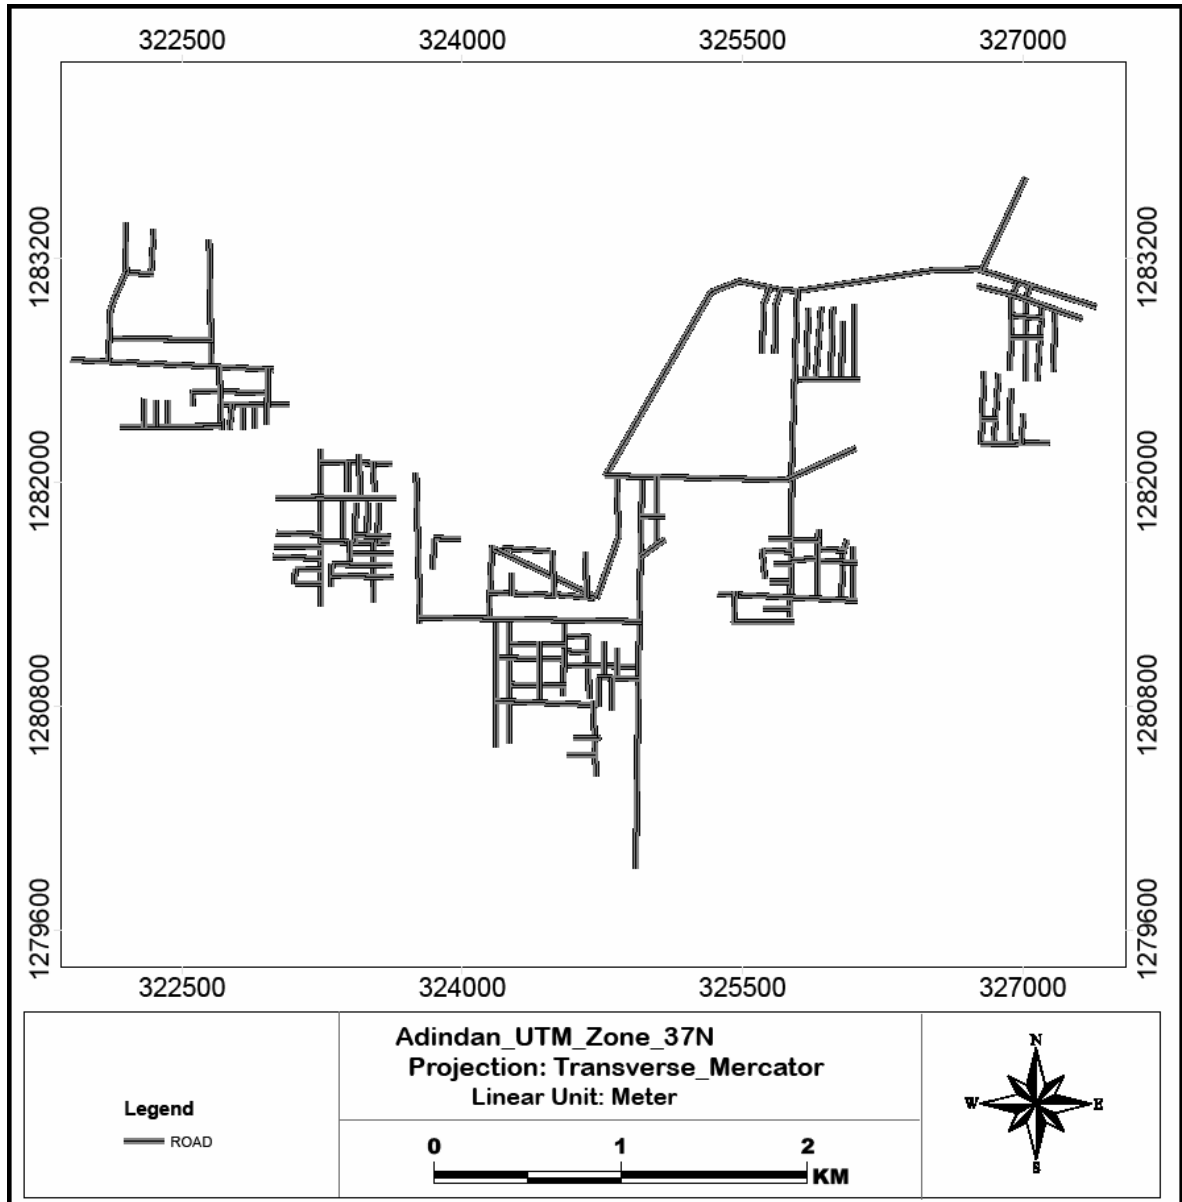 322500 324000 325500 327000
1283200 1283200
1282000 1282000
1280800 1280800
1279600 1279600
322500 324000 325500 327000
Adindan_UTM_Zone_37N
Projection: Transverse_Mercator
Linear Unit: Meter
Legend
ROAD
0 1 2
KM
N
W E
S